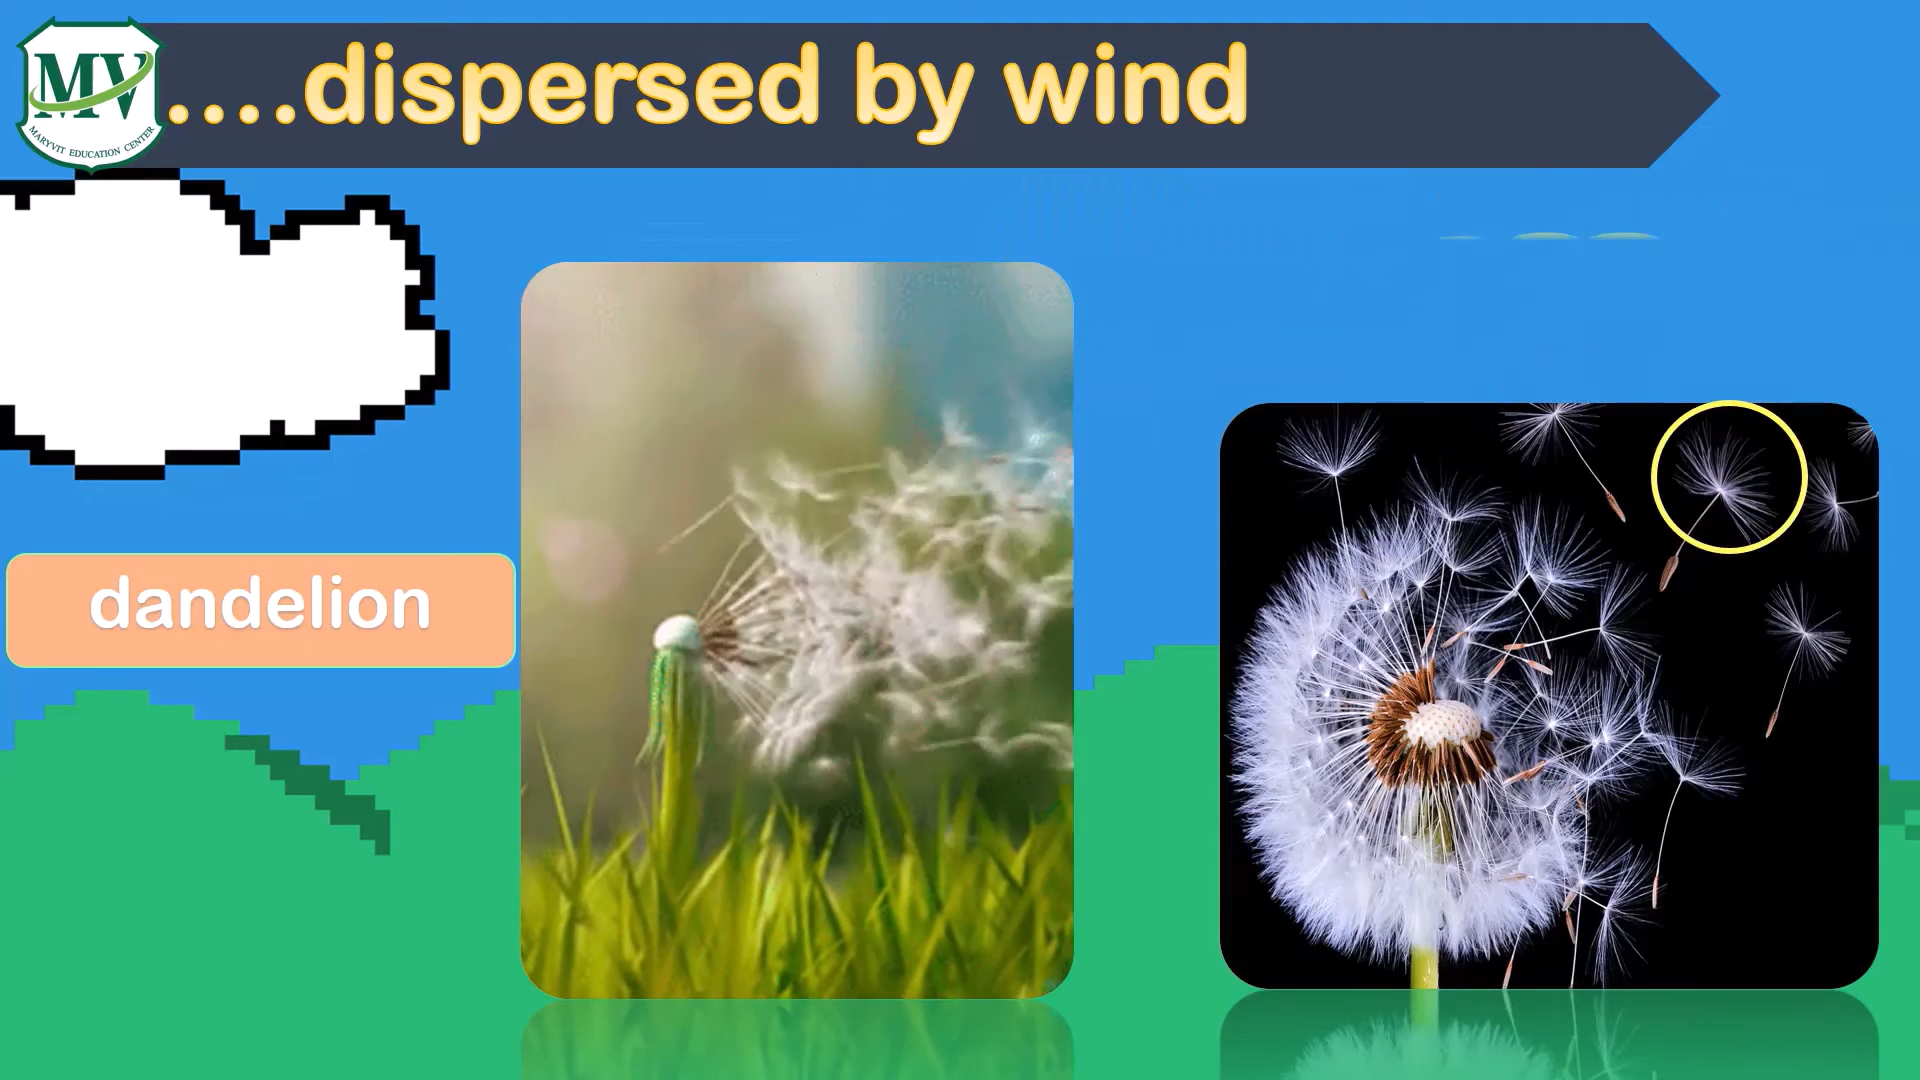 MV
MARYVIT EDUCATION CENTER
....dispersed by wind
dandelion